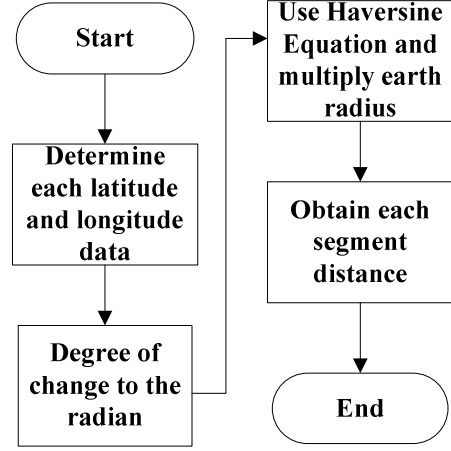 Start
Determine
each latitude
and longitude
data
Degree of
change to the
radian
Use Haversine
Equation and
multiply earth
radius
Obtain each
segment
distance
End